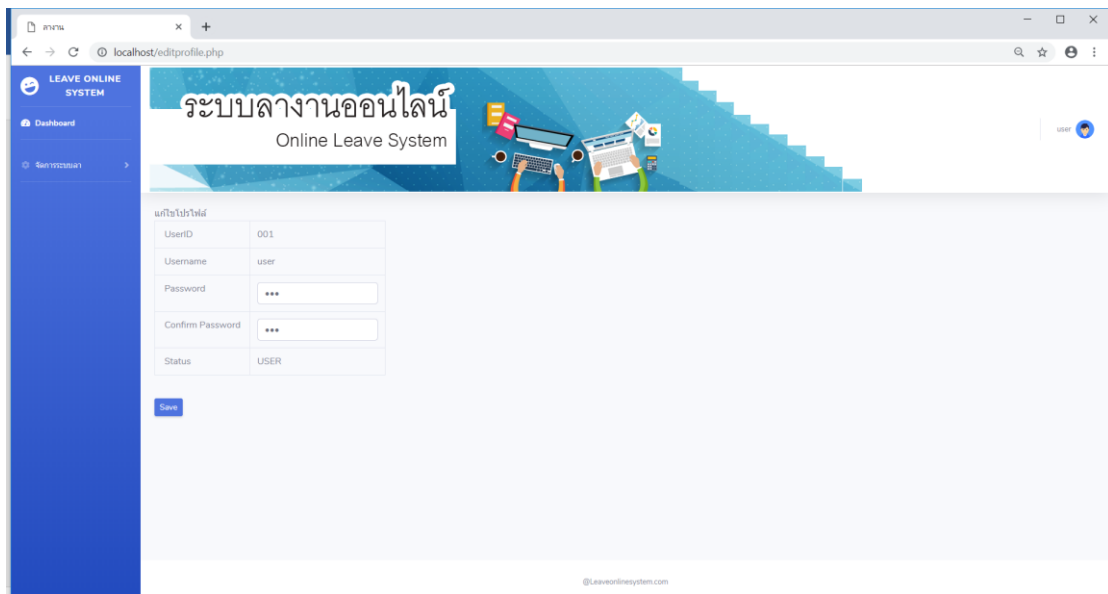 ลางาน
localhost/editprofile.php
LEAVE ONLINE
SYSTEM
Dashboard
จัดการระบบลา
ระบบลางานออนไลน์
Online Leave System
user
แก้ไขโปรไฟล์
UserID 001
Username user
Password •••
Confirm Password •••
Status USER
Save
@Leaveonlinesystem.com